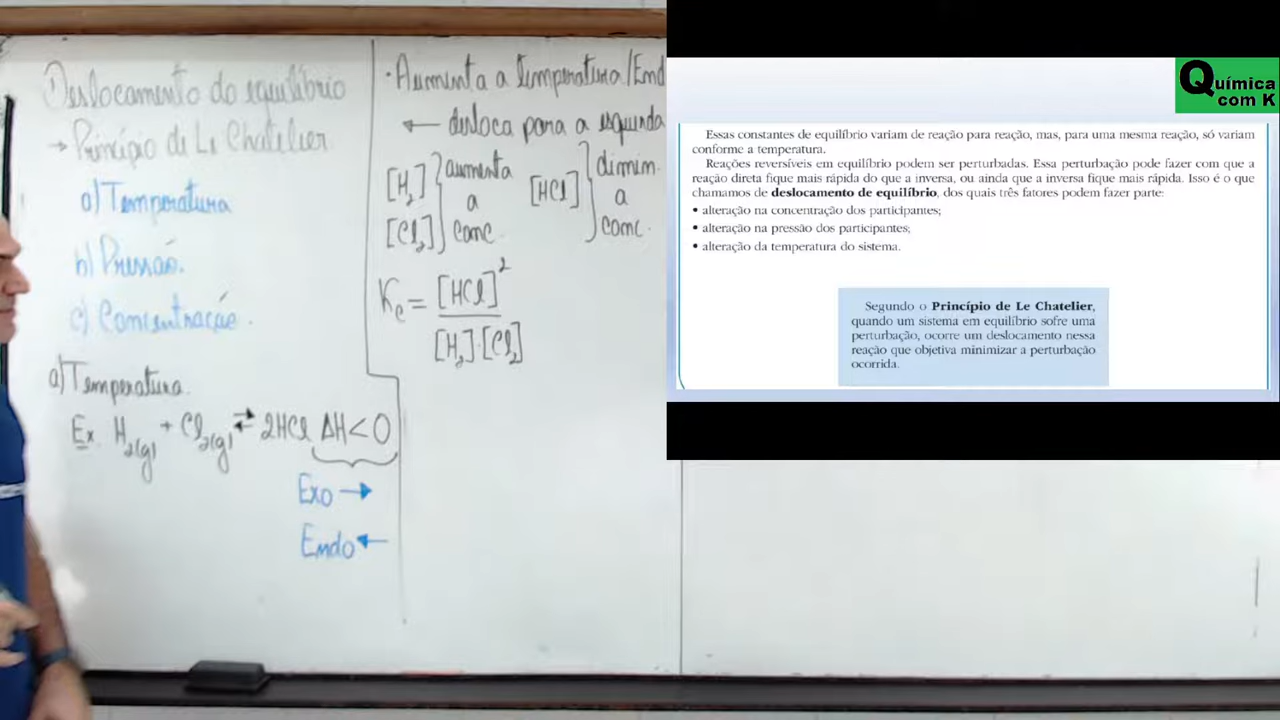 Deslocamento do equilíbrio
→ Princípio de Le Chatelier
a) Temperatura
b) Pressão.
c) Concentração.
a) Temperatura.
Ex. H2(g) + Cl2(g) ⇄ 2HCl ΔH < 0
Exo →
Endo ←
· Aumenta a temperatura/End
← desloca para a esquerda
[H2] } aumenta
[Cl2] } a
conc.
[HCl] } dimin.
a
conc.
Kc = [HCl]²
[H2].[Cl2]
Química
com K
Essas constantes de equilíbrio variam de reação para reação, mas, para uma mesma reação, só variam
conforme a temperatura.
Reações reversíveis em equilíbrio podem ser perturbadas. Essa perturbação pode fazer com que a
reação direta fique mais rápida do que a inversa, ou ainda que a inversa fique mais rápida. Isso é o que
chamamos de deslocamento de equilíbrio, dos quais três fatores podem fazer parte:
• alteração na concentração dos participantes;
• alteração na pressão dos participantes;
• alteração da temperatura do sistema.
Segundo o Princípio de Le Chatelier,
quando um sistema em equilíbrio sofre uma
perturbação, ocorre um deslocamento nessa
reação que objetiva minimizar a perturbação
ocorrida.